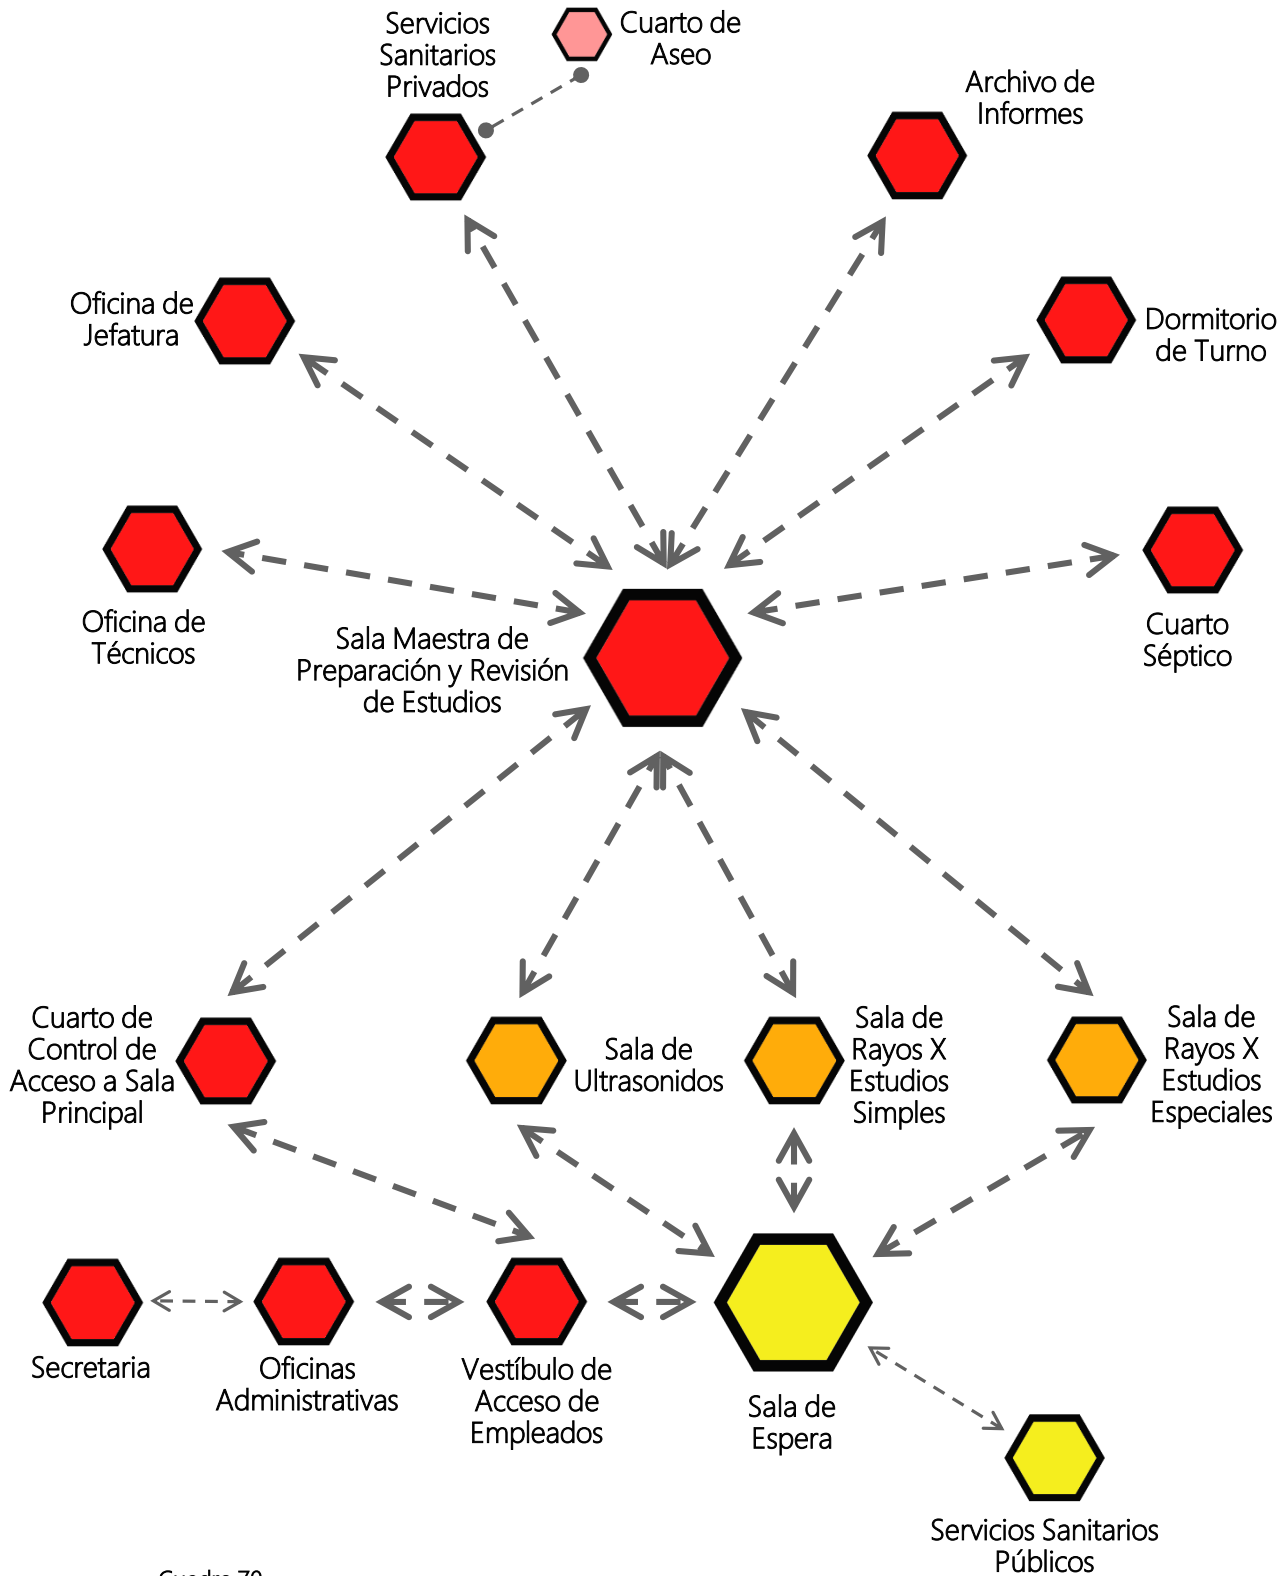 Servicios
Sanitarios
Privados
Cuarto de
Aseo
Archivo de
Informes
Oficina de
Jefatura
Dormitorio
de Turno
Oficina de
Técnicos
Sala Maestra de
Preparación y Revisión
de Estudios
Cuarto
Séptico
Cuarto de
Control de
Acceso a Sala
Principal
Sala de
Ultrasonidos
Sala de
Rayos X
Estudios
Simples
Sala de
Rayos X
Estudios
Especiales
Secretaria
Oficinas
Administrativas
Vestíbulo de
Acceso de
Empleados
Sala de
Espera
Servicios Sanitarios
Públicos
Cuadro 70